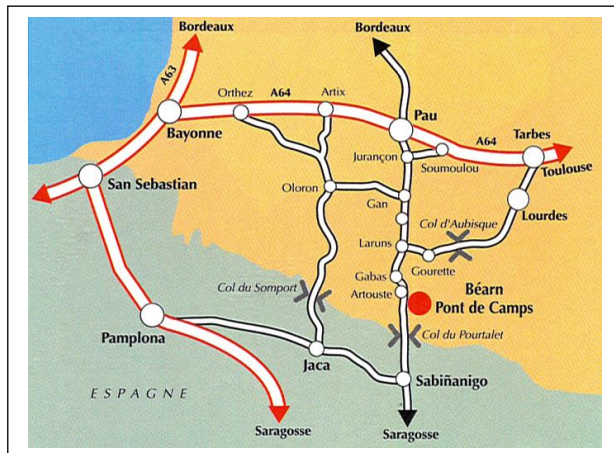 Bordeaux
Bordeaux
A63
Orthez
A64
Artix
Bayonne
Pau
A64
Tarbes
Toulouse
Jurançon
Soumoulou
San Sebastian
Oloron
Gan
Lourdes
Col d'Aubisque
Laruns
Gourette
Gabas
Col du Somport
Artouste
Béarn
Pont de Camps
Pamplona
Col du Pourtalet
Jaca
Sabiñanigo
ESPAGNE
Saragosse
Saragosse